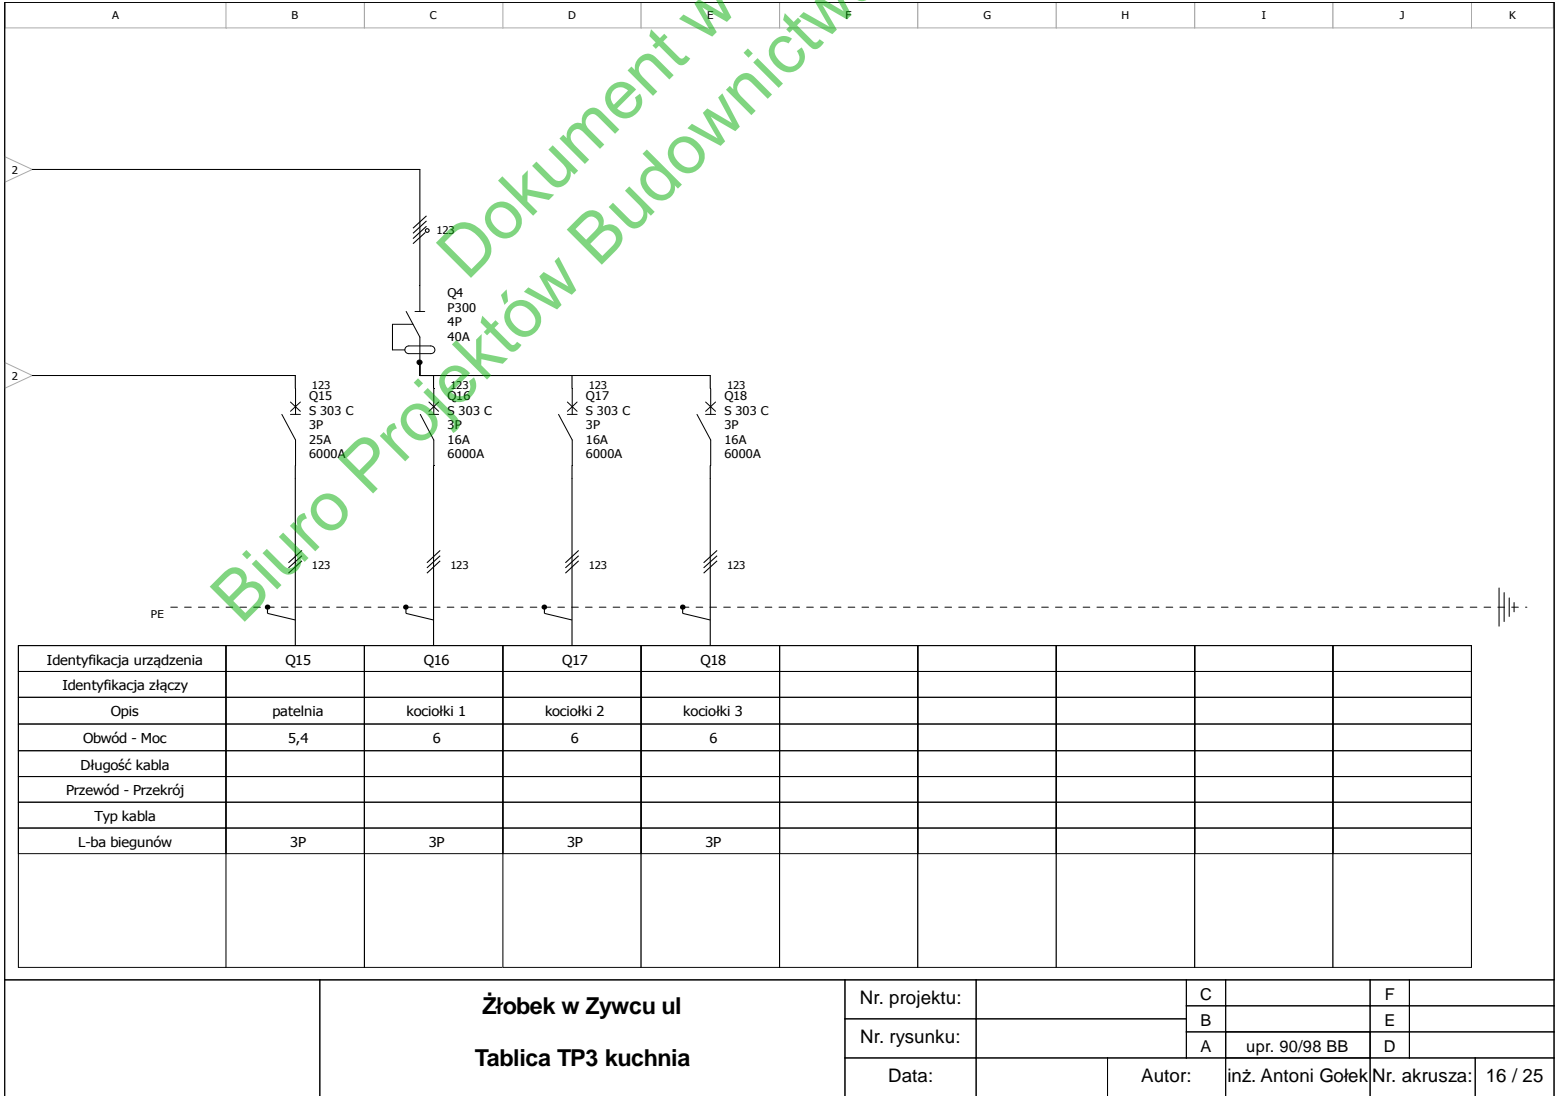 A B C D E F G H I J K
Dokument w
Biuro Projektów Budownictwa
2
123
Q4
P300
4P
40A
2
123
Q15
S 303 C
3P
25A
6000A
123
Q16
S 303 C
3P
16A
6000A
123
Q17
S 303 C
3P
16A
6000A
123
Q18
S 303 C
3P
16A
6000A
123 123 123 123
PE
Identyfikacja urządzenia Q15 Q16 Q17 Q18
Identyfikacja złączy
Opis patelnia kociołki 1 kociołki 2 kociołki 3
Obwód - Moc 5,4 6 6 6
Długość kabla
Przewód - Przekrój
Typ kabla
L-ba biegunów 3P 3P 3P 3P
Żłobek w Zywcu ul
Tablica TP3 kuchnia
Nr. projektu:
Nr. rysunku:
Data:
Autor: inż. Antoni Gołek Nr. akrusza: 16 / 25
C F
B E
A upr. 90/98 BB D